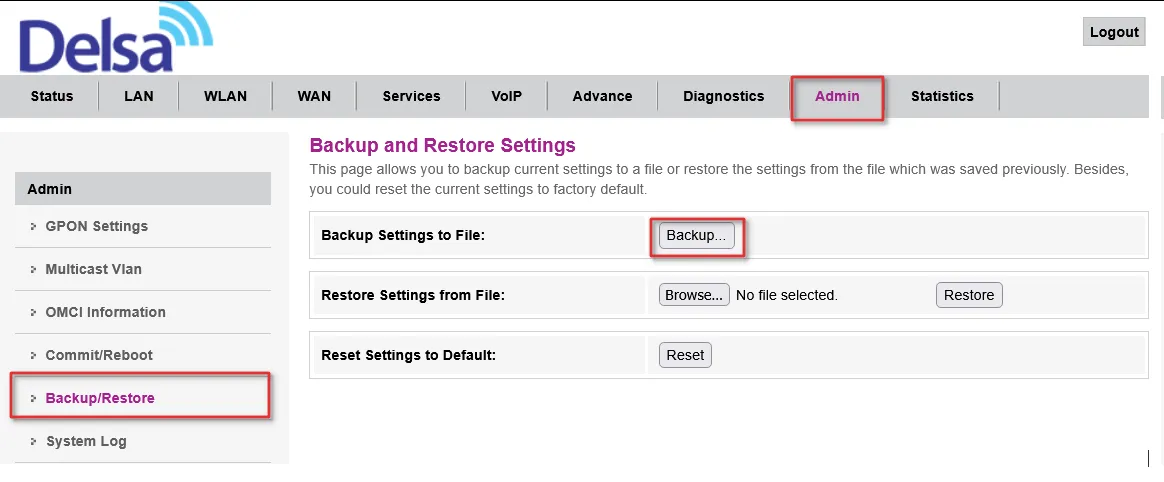 Delsa
Logout
Status LAN WLAN WAN Services VoIP Advance Diagnostics Admin Statistics
Backup and Restore Settings
This page allows you to backup current settings to a file or restore the settings from the file which was saved previously. Besides,
you could reset the current settings to factory default.
Admin
GPON Settings
Multicast Vlan
OMCI Information
Commit/Reboot
Backup/Restore
System Log
Backup Settings to File: Backup...
Restore Settings from File: Browse... No file selected. Restore
Reset Settings to Default: Reset